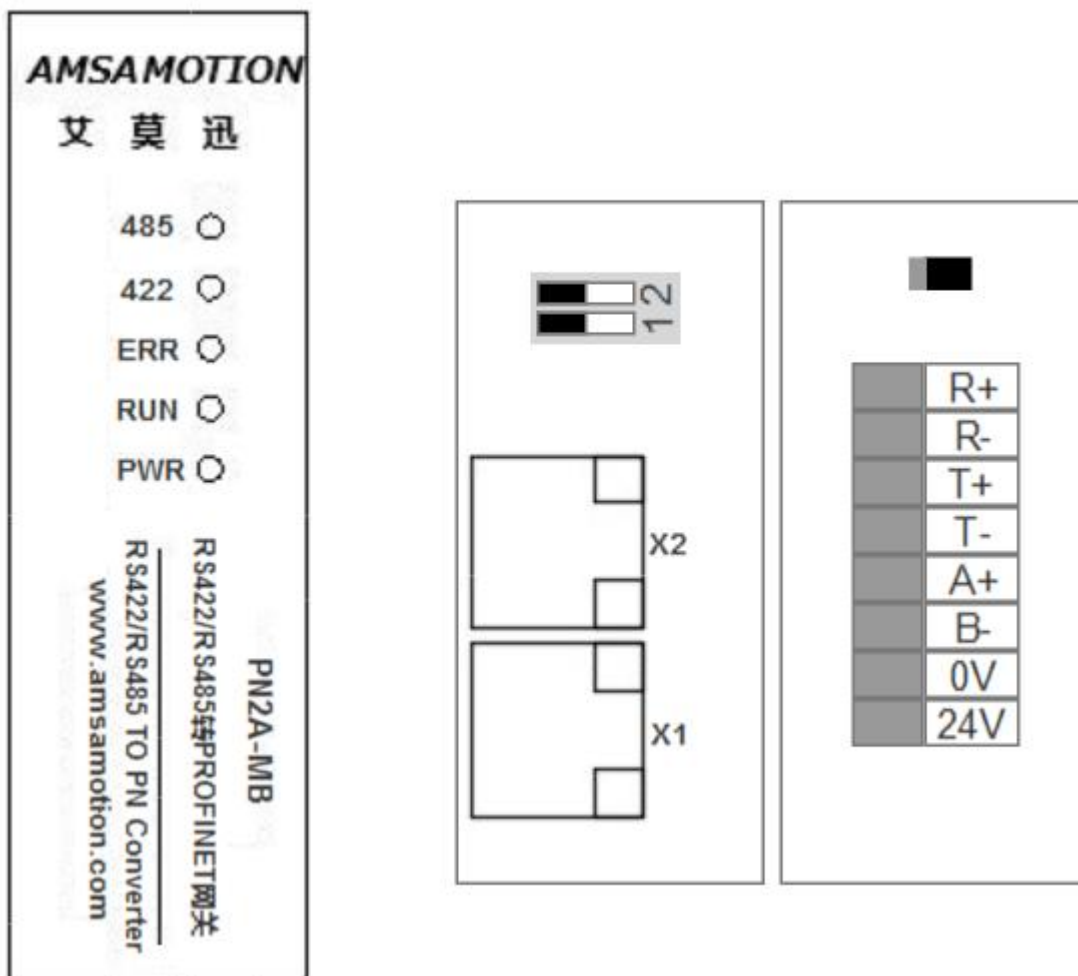 AMSAMOTION
艾莫迅
485
422
ERR
RUN
PWR
PN2A-MB
RS422/RS485转PROFINET网关
RS422/RS485 TO PN Converter
www.amsamotion.com
2
1
X2
X1
R+
R-
T+
T-
A+
B-
0V
24V